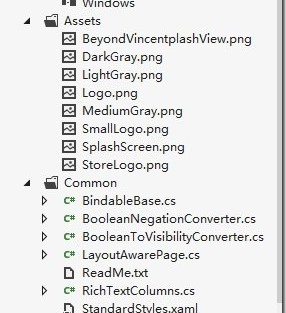 Windows
Assets
BeyondVincentplashView.png
DarkGray.png
LightGray.png
Logo.png
MediumGray.png
SmallLogo.png
SplashScreen.png
StoreLogo.png
Common
C# BindableBase.cs
C# BooleanNegationConverter.cs
C# BooleanToVisibilityConverter.cs
C# LayoutAwarePage.cs
ReadMe.txt
C# RichTextColumns.cs
StandardStyles.xaml